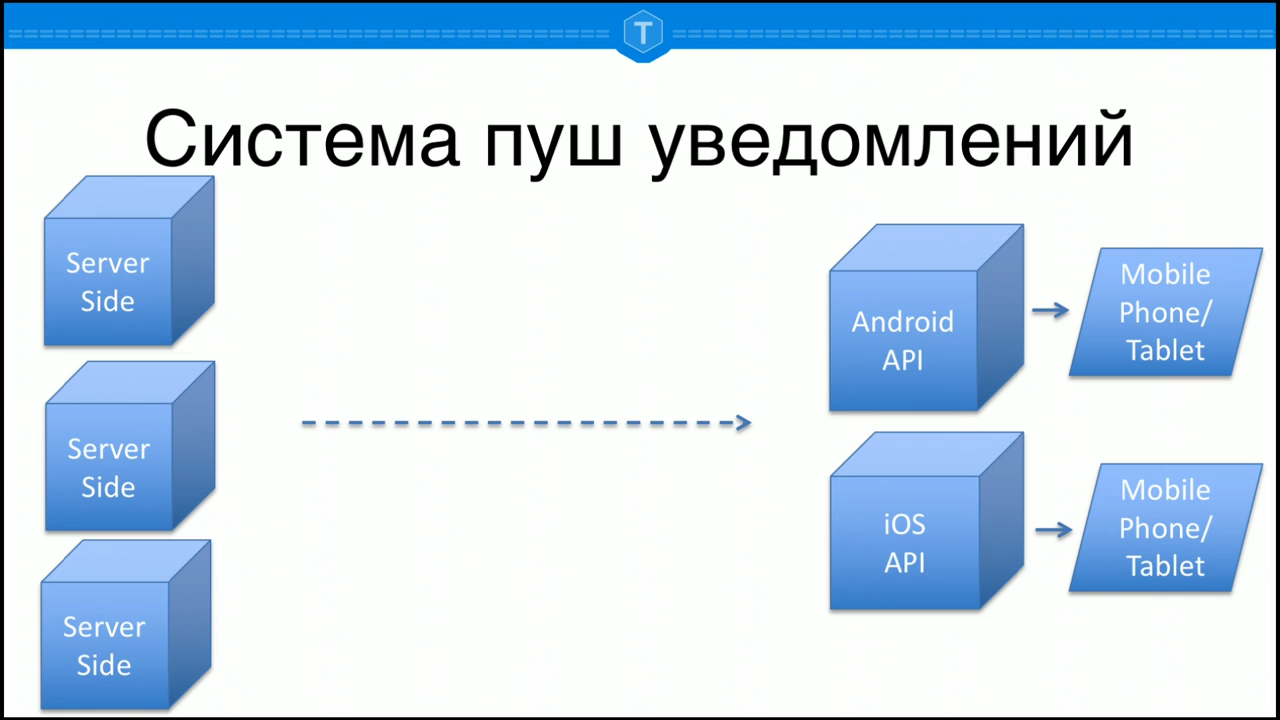 T
Система пуш уведомлений
Server
Side
Server
Side
Server
Side
Android
API
Mobile
Phone/
Tablet
iOS
API
Mobile
Phone/
Tablet